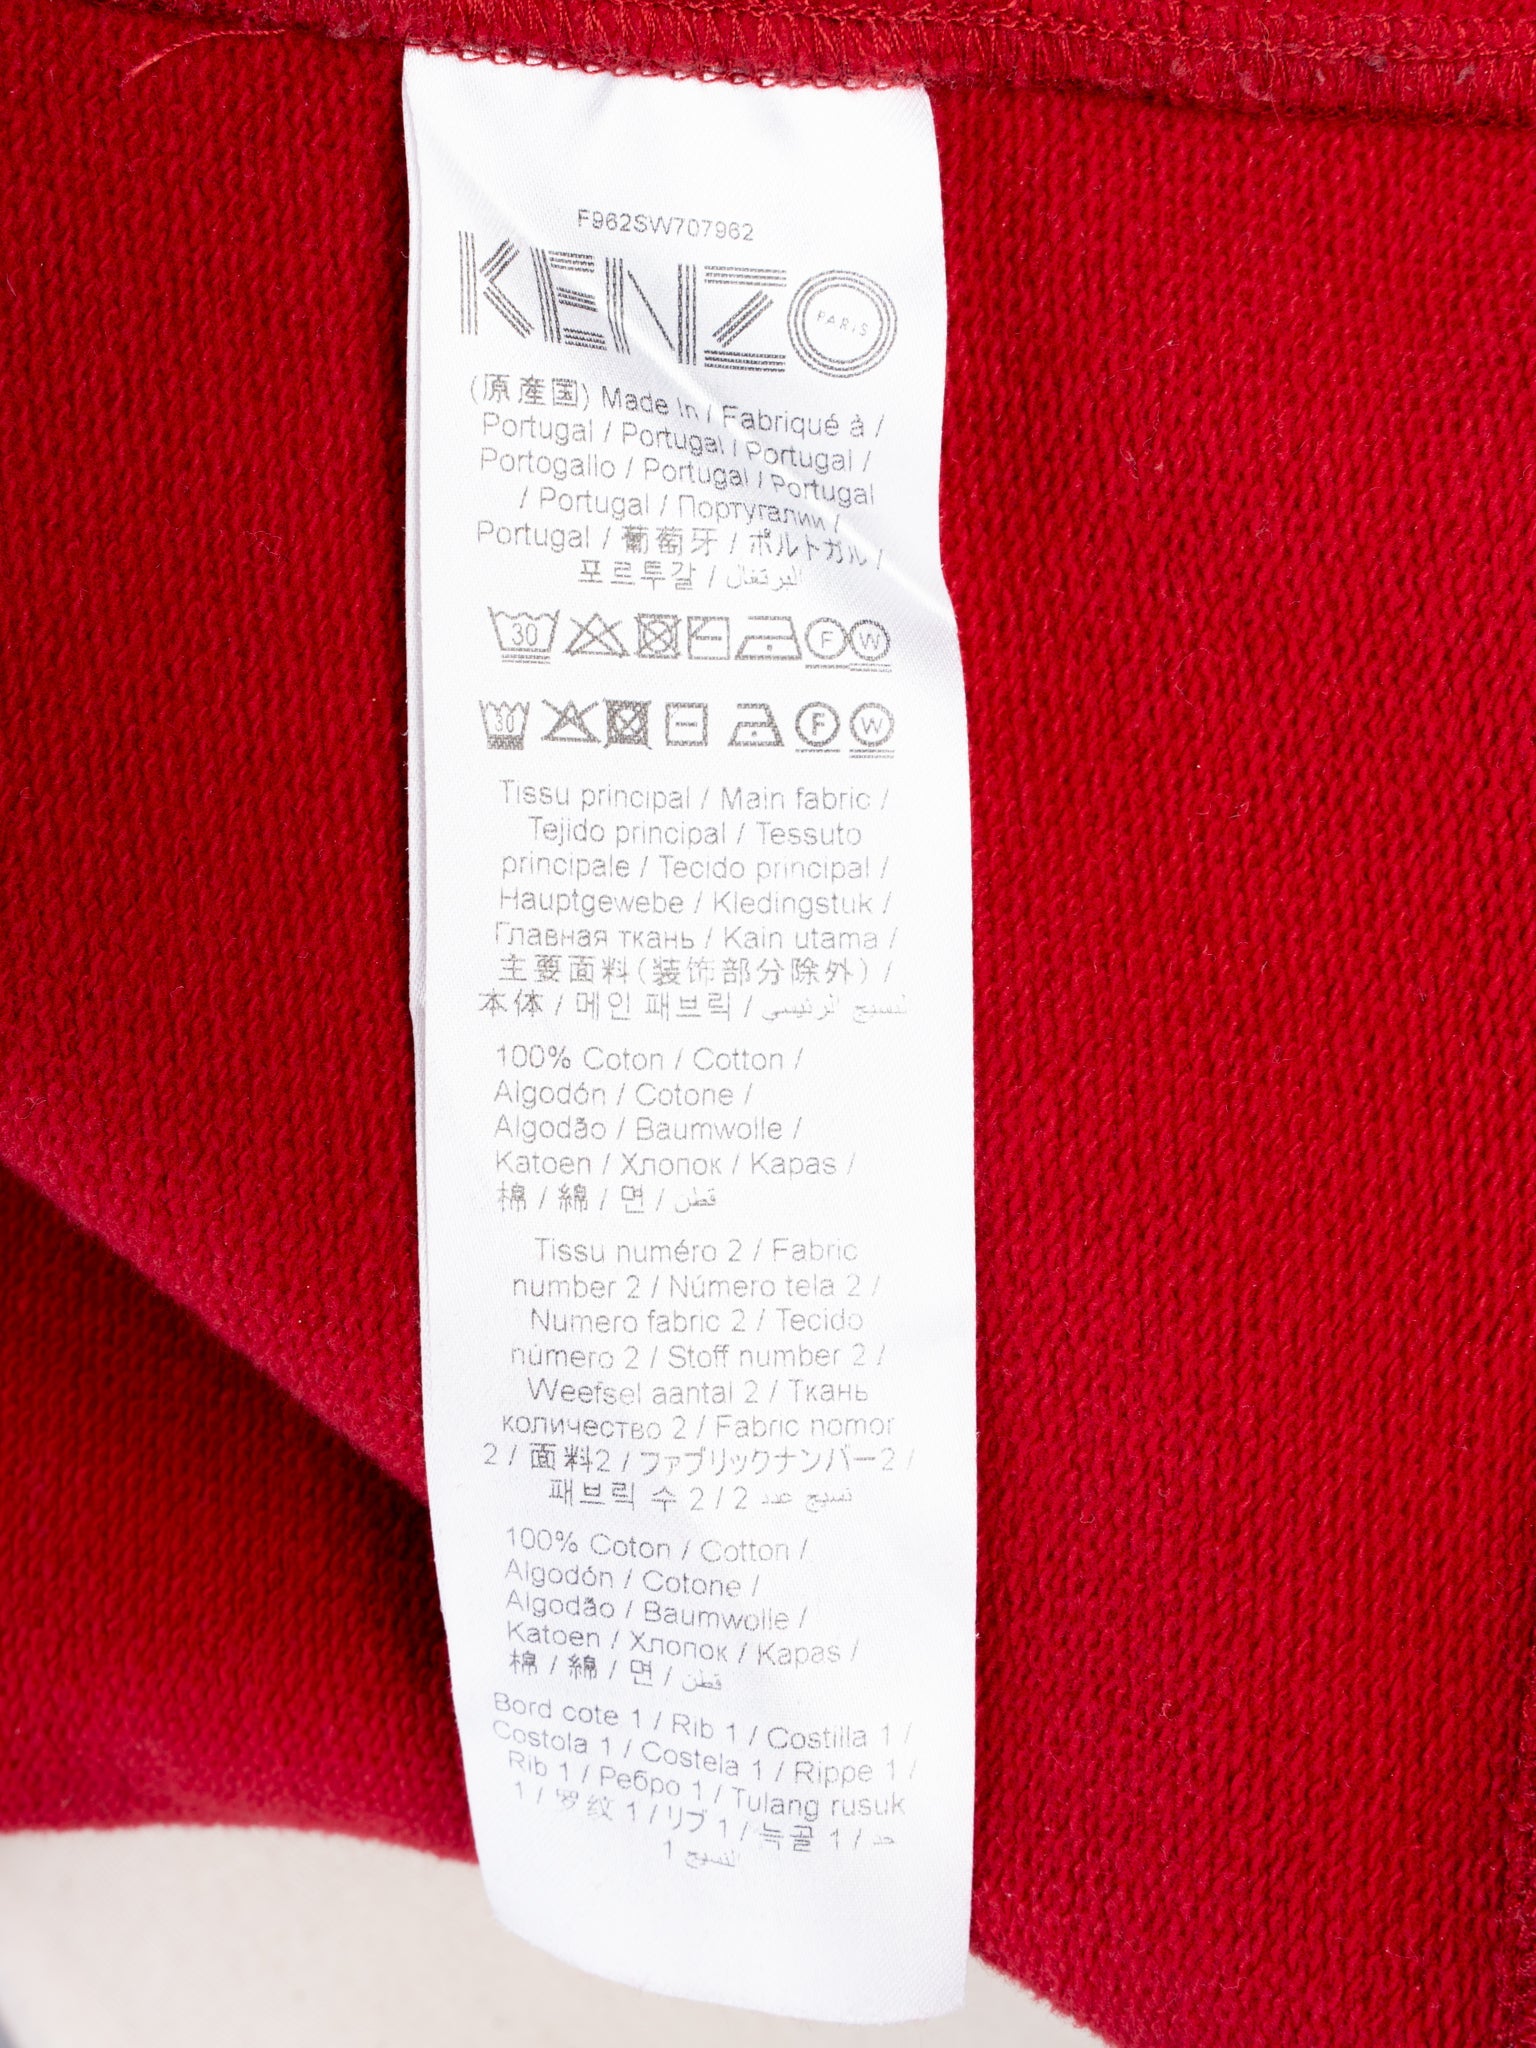 F962SW707962
KENZO
PARIS
(原産国) Made In / Fabriqué à /
Portugal / Portugal / Portugal /
Portogallo / Portugal / Portugal
/ Portugal / Португалии /
Portugal / 葡萄牙 / ポルトガル /
포르투갈 / البرتغال
30 F W
30 F W
Tissu principal / Main fabric /
Tejido principal / Tessuto
principale / Tecido principal /
Hauptgewebe / Kledingstuk /
Главная ткань / Kain utama /
主要面料(装饰部分除外) /
本体 / 메인 패브릭 / النسيج الرئيسي
100% Coton / Cotton /
Algodón / Cotone /
Algodão / Baumwolle /
Katoen / Хлопок / Kapas /
棉 / 綿 / 면 / قطن
Tissu numéro 2 / Fabric
number 2 / Número tela 2 /
Numero fabric 2 / Tecido
número 2 / Stoff number 2 /
Weefsel aantal 2 / Ткань
количество 2 / Fabric nomor
2 / 面料2 / ファブリックナンバー2 /
패브릭 수 2 / نسيج عدد 2
100% Coton / Cotton /
Algodón / Cotone /
Algodão / Baumwolle /
Katoen / Хлопок / Kapas /
棉 / 綿 / 면 / قطن
Bord cote 1 / Rib 1 / Costilla 1 /
Costola 1 / Costela 1 / Rippe 1 /
Rib 1 / Ребро 1 / Tulang rusuk
1 / 罗纹 1 / リブ 1 / 늑골 1 / حد
النسيج 1